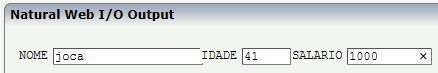 Natural Web I/O Output
NOME joca IDADE 41 SALARIO 1000 ×